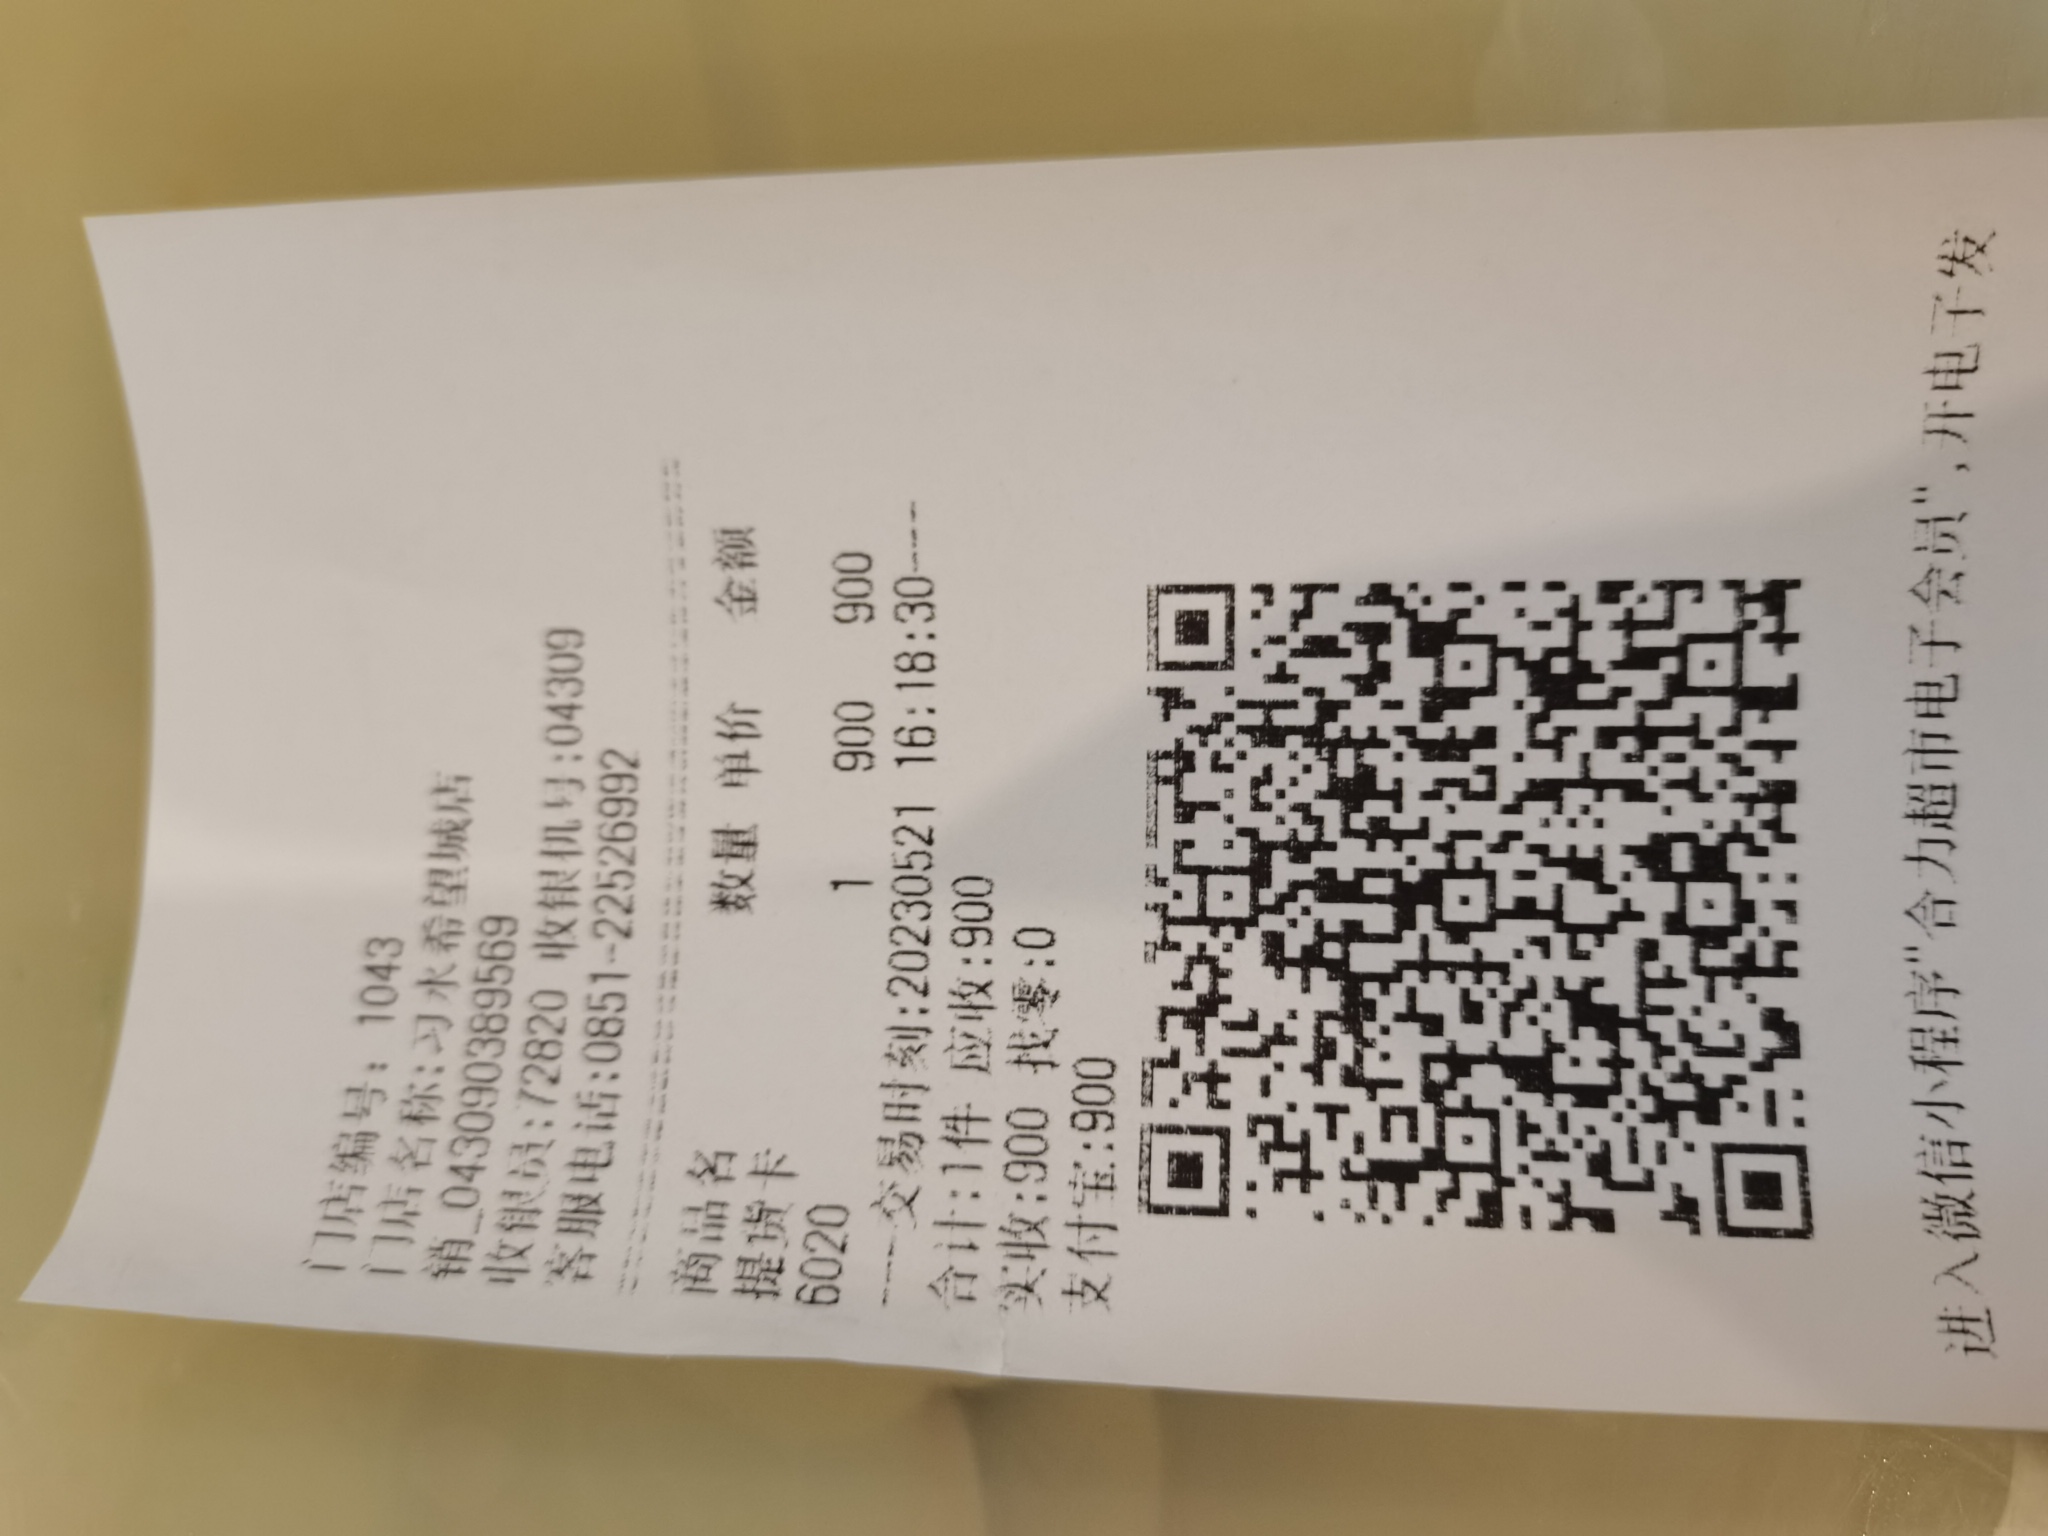 门店编号: 1043
门店名称:习水希望城店
销_043090389569
收银员:72820 收银机号:04309
客服电话:0851-22526992
商品名 数量 单价 金额
提货卡
6020 1 900 900
----交易时刻:20230521 16:18:30----
合计:1件 应收:900
实收:900 找零:0
支付宝:900
进入微信小程序"合力超市电子会员",开电子发